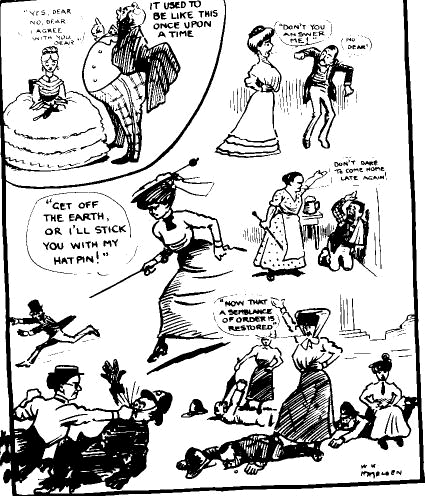 "YES, DEAR
NO, DEAR
I AGREE
WITH YOU,
DEAR"
IT USED TO
BE LIKE THIS
ONCE UPON
A TIME
"DON'T YOU
ANSWER
ME!"
"NO
DEAR"
"GET OFF
THE EARTH,
OR I'LL STICK
YOU WITH MY
HAT PIN!"
DON'T DARE
TO COME HOME
LATE AGAIN!
"NOW THAT
A SEMBLANCE
OF ORDER IS
RESTORED"